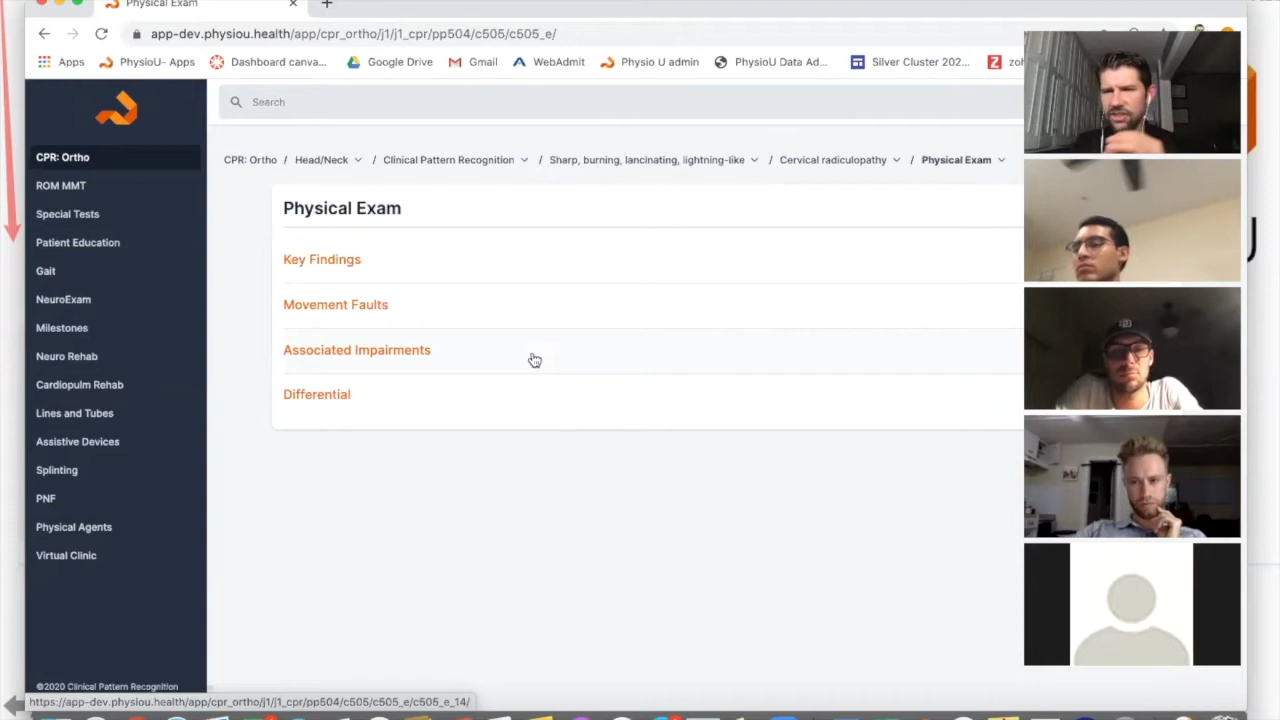 Physical Exam
app-dev.physiou.health/app/cpr_ortho/j1/j1_cpr/pp504/c505/c505_e/
Apps PhysioU- Apps Dashboard canva... Google Drive Gmail WebAdmit Physio U admin PhysioU Data Ad... Silver Cluster 202...
Search
CPR: Ortho / Head/Neck / Clinical Pattern Recognition / Sharp, burning, lancinating, lightning-like / Cervical radiculopathy / Physical Exam
CPR: Ortho
ROM MMT
Special Tests
Patient Education
Gait
NeuroExam
Milestones
Neuro Rehab
Cardiopulm Rehab
Lines and Tubes
Assistive Devices
Splinting
PNF
Physical Agents
Virtual Clinic
Physical Exam
Key Findings
Movement Faults
Associated Impairments
Differential
©2020 Clinical Pattern Recognition
https://app-dev.physiou.health/app/cpr_ortho/j1/j1_cpr/pp504/c505/c505_e/c505_e_14/